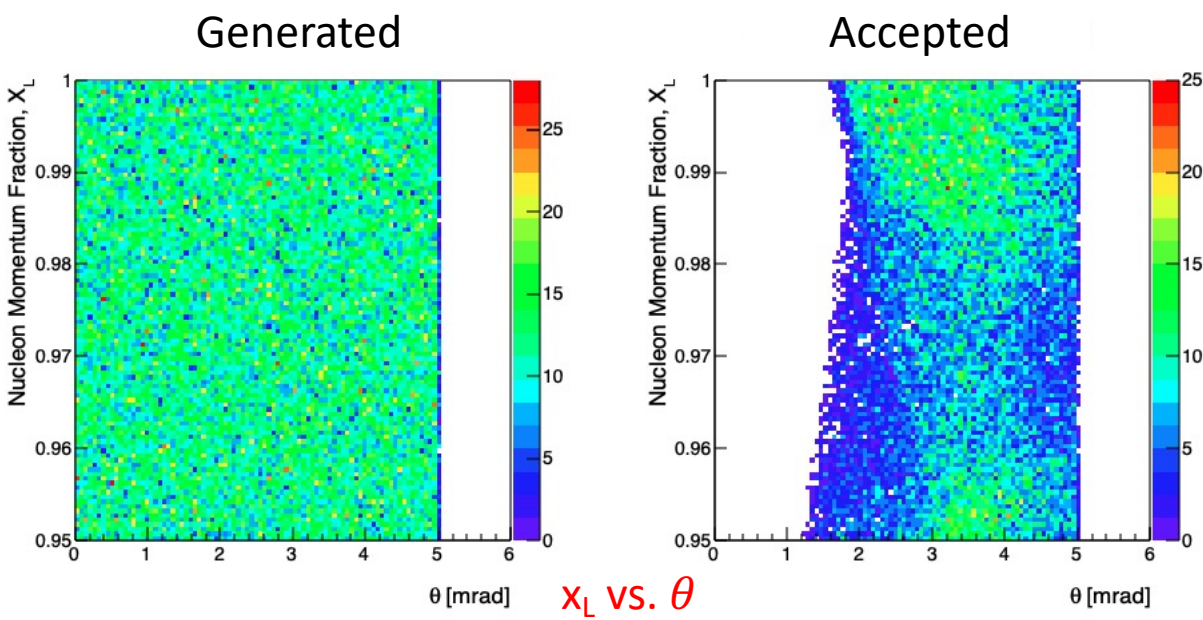 Generated
Accepted
Nucleon Momentum Fraction, X_L
1
0.99
0.98
0.97
0.96
0.95
0 1 2 3 4 5 6
θ [mrad]
25
20
15
10
5
0
Nucleon Momentum Fraction, X_L
1
0.99
0.98
0.97
0.96
0.95
0 1 2 3 4 5 6
θ [mrad]
25
20
15
10
5
0
x_L vs. θ